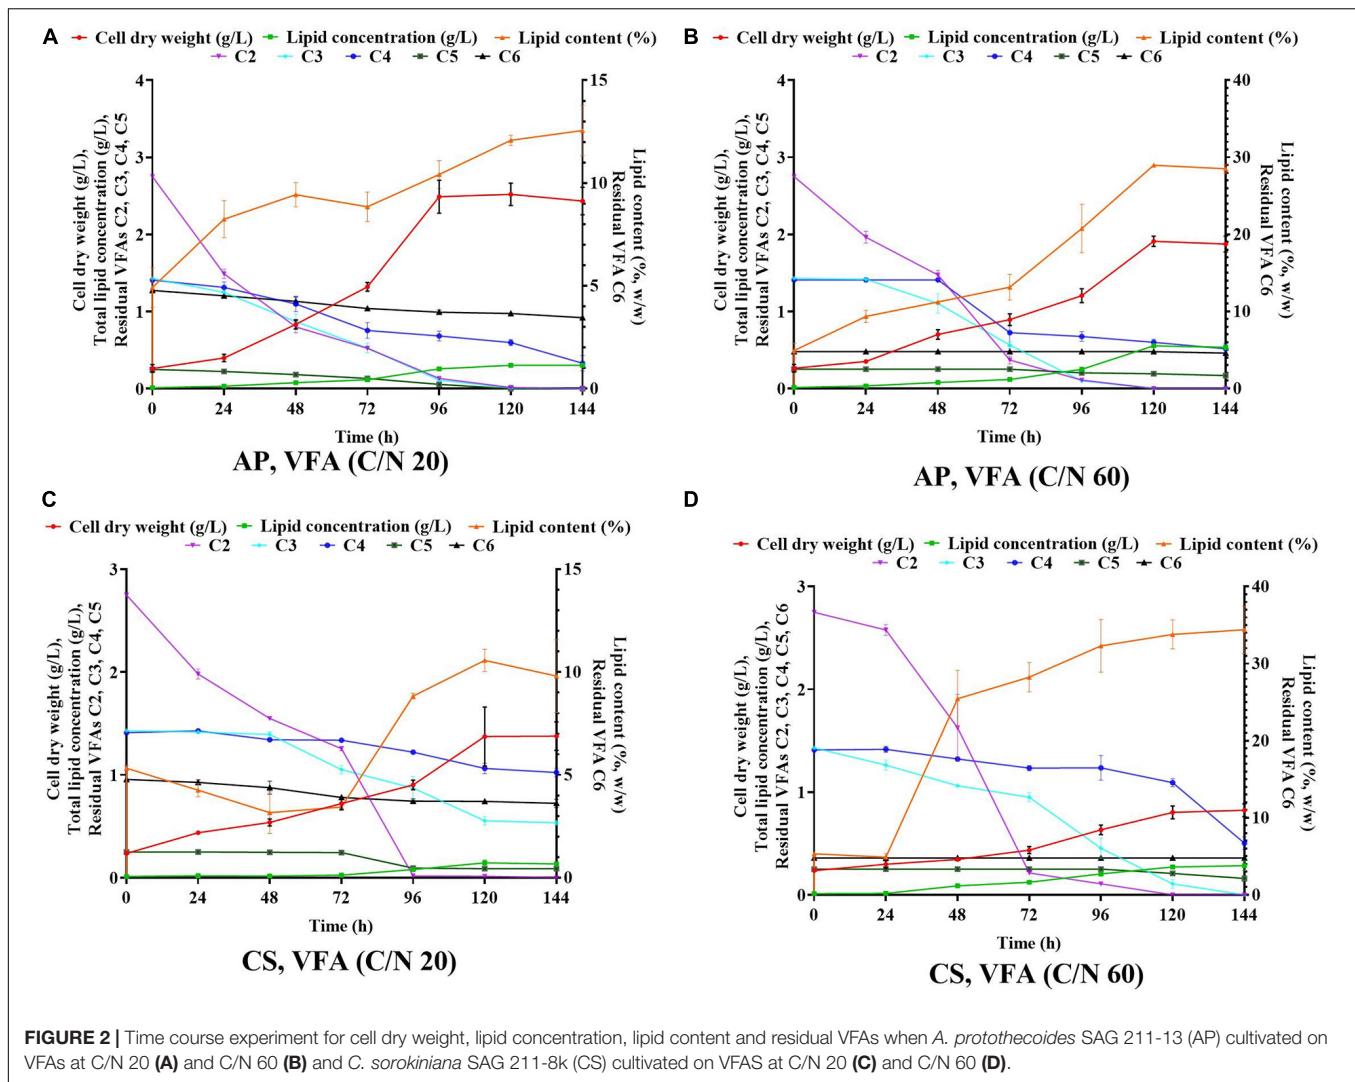 A
Cell dry weight (g/L) Lipid concentration (g/L) Lipid content (%)
C2 C3 C4 C5 C6
Cell dry weight (g/L),
Total lipid concentration (g/L),
Residual VFAs C2, C3, C4, C5
4
3
2
1
0
15
10
5
0
Lipid content (%, w/w)
Residual VFA C6
0 24 48 72 96 120 144
Time (h)
AP, VFA (C/N 20)
B
Cell dry weight (g/L) Lipid concentration (g/L) Lipid content (%)
C2 C3 C4 C5 C6
Cell dry weight (g/L),
Total lipid concentration (g/L),
Residual VFAs C2, C3, C4, C5
4
3
2
1
0
40
30
20
10
0
Lipid content (%, w/w)
Residual VFA C6
0 24 48 72 96 120 144
Time (h)
AP, VFA (C/N 60)
C
Cell dry weight (g/L) Lipid concentration (g/L) Lipid content (%)
C2 C3 C4 C5 C6
Cell dry weight (g/L),
Total lipid concentration (g/L),
Residual VFAs C2, C3, C4, C5
3
2
1
0
15
10
5
0
Lipid content (%, w/w)
Residual VFA C6
0 24 48 72 96 120 144
Time (h)
CS, VFA (C/N 20)
D
Cell dry weight (g/L) Lipid concentration (g/L) Lipid content (%)
C2 C3 C4 C5 C6
Cell dry weight (g/L),
Total lipid concentration (g/L),
Residual VFAs C2, C3, C4, C5, C6
3
2
1
0
40
30
20
10
0
Lipid content (%, w/w)
Residual VFA C6
0 24 48 72 96 120 144
Time (h)
CS, VFA (C/N 60)
FIGURE 2 | Time course experiment for cell dry weight, lipid concentration, lipid content and residual VFAs when A. protothecoides SAG 211-13 (AP) cultivated on
VFAs at C/N 20 (A) and C/N 60 (B) and C. sorokiniana SAG 211-8k (CS) cultivated on VFAS at C/N 20 (C) and C/N 60 (D).